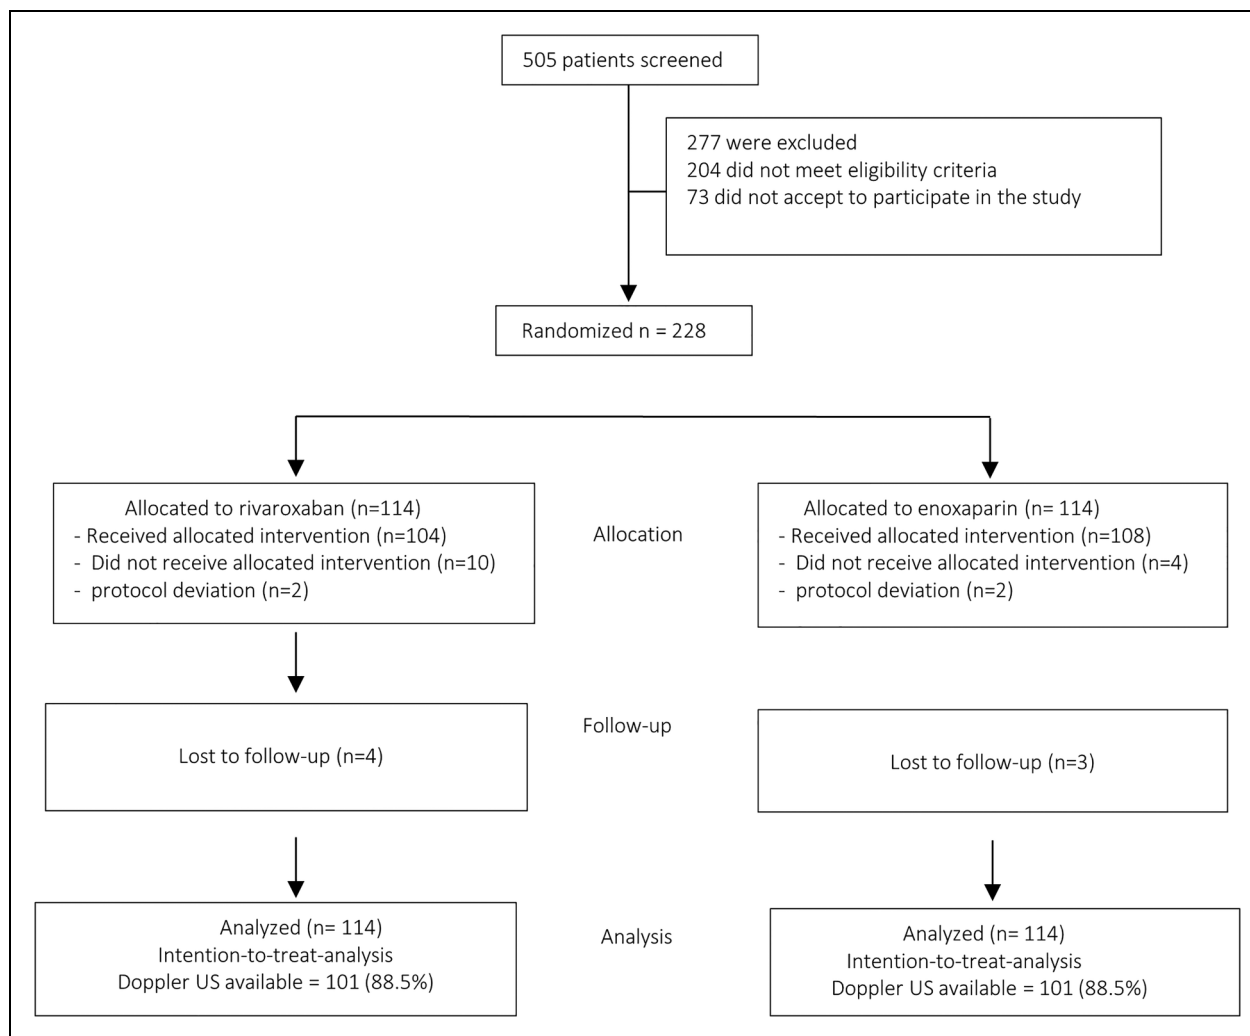 505 patients screened
277 were excluded
204 did not meet eligibility criteria
73 did not accept to participate in the study
Randomized n = 228
Allocated to rivaroxaban (n=114)
- Received allocated intervention (n=104)
- Did not receive allocated intervention (n=10)
- protocol deviation (n=2)
Allocation
Allocated to enoxaparin (n= 114)
- Received allocated intervention (n=108)
- Did not receive allocated intervention (n=4)
- protocol deviation (n=2)
Lost to follow-up (n=4)
Follow-up
Lost to follow-up (n=3)
Analyzed (n= 114)
Intention-to-treat-analysis
Doppler US available = 101 (88.5%)
Analysis
Analyzed (n= 114)
Intention-to-treat-analysis
Doppler US available = 101 (88.5%)